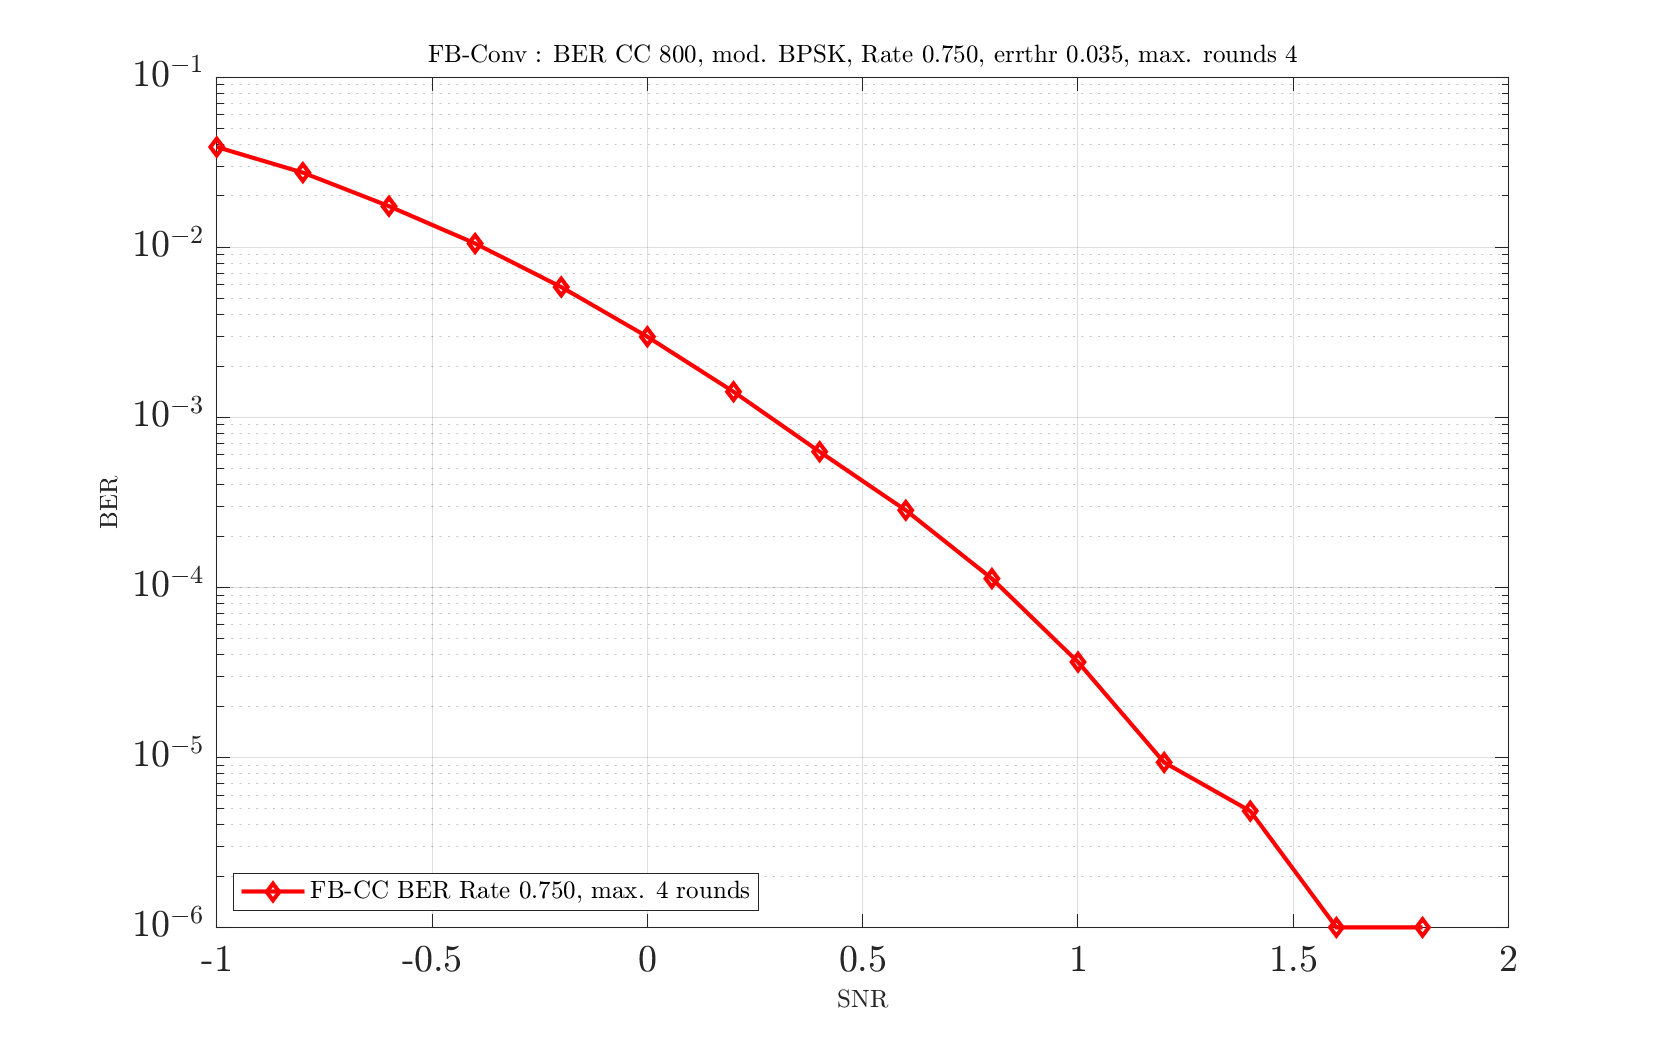 FB-Conv : BER CC 800, mod. BPSK, Rate 0.750, errthr 0.035, max. rounds 4
10^{-1}
10^{-2}
10^{-3}
10^{-4}
10^{-5}
10^{-6}
BER
FB-CC BER Rate 0.750, max. 4 rounds
-1 -0.5 0 0.5 1 1.5 2
SNR